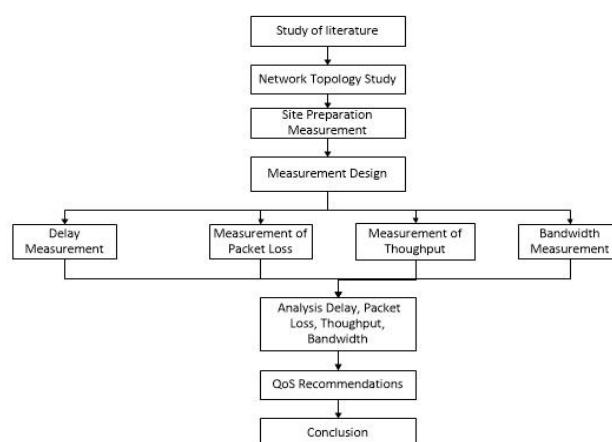 Study of literature
Network Topology Study
Site Preparation
Measurement
Measurement Design
Delay
Measurement
Measurement of
Packet Loss
Measurement of
Thoughput
Bandwidth
Measurement
Analysis Delay, Packet
Loss, Thoughput,
Bandwidth
QoS Recommendations
Conclusion